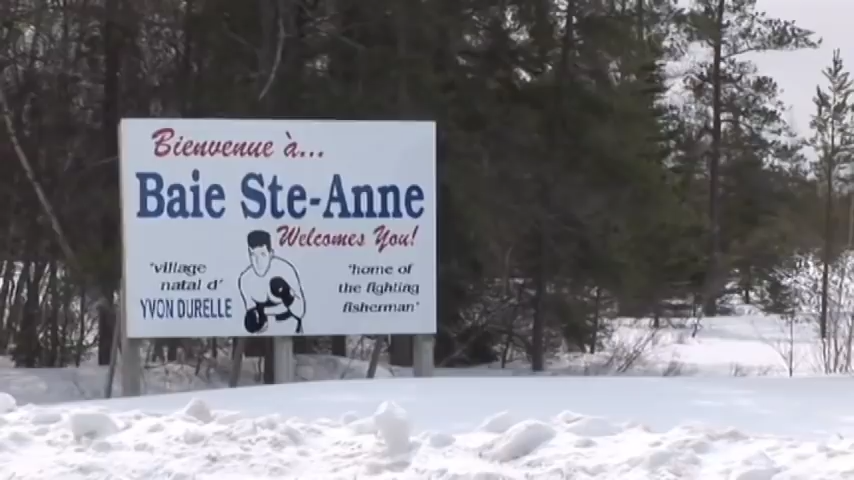 Bienvenue à...
Baie Ste-Anne
Welcomes You!
"village
natal d'
YVON DURELLE
"home of
the fighting
fisherman"